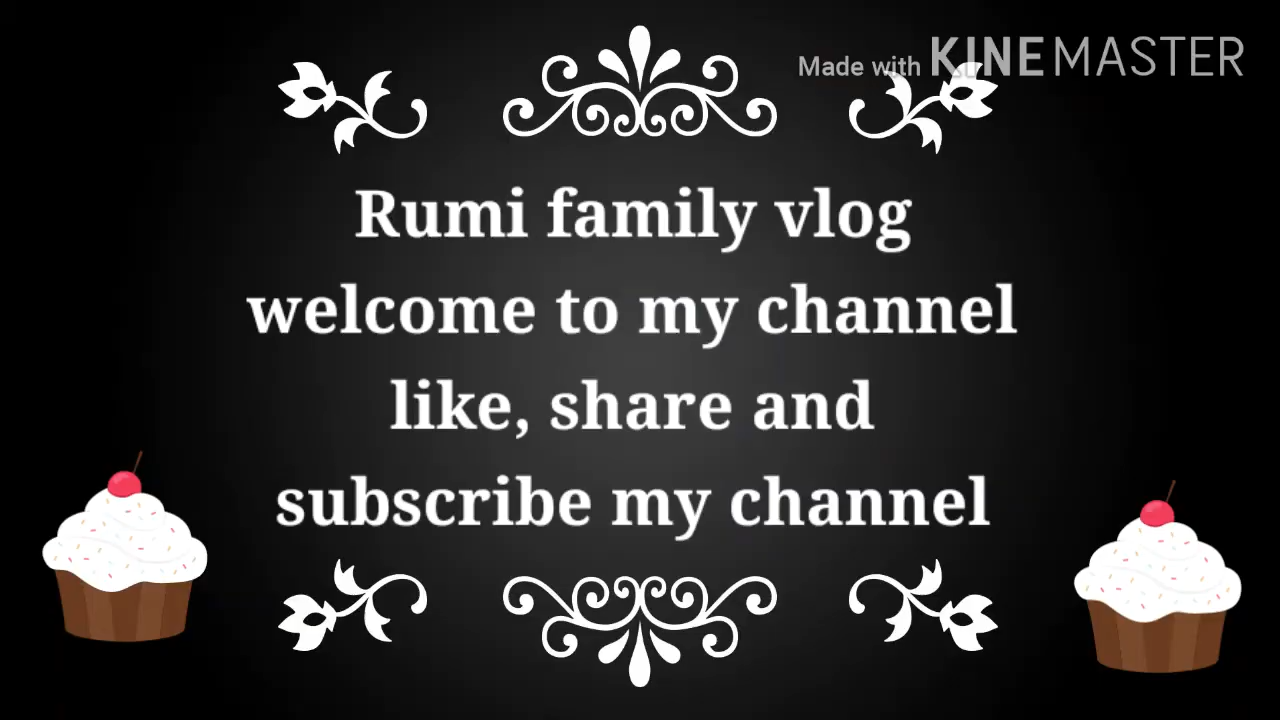 Made with KINEMASTER
Rumi family vlog
welcome to my channel
like, share and
subscribe my channel